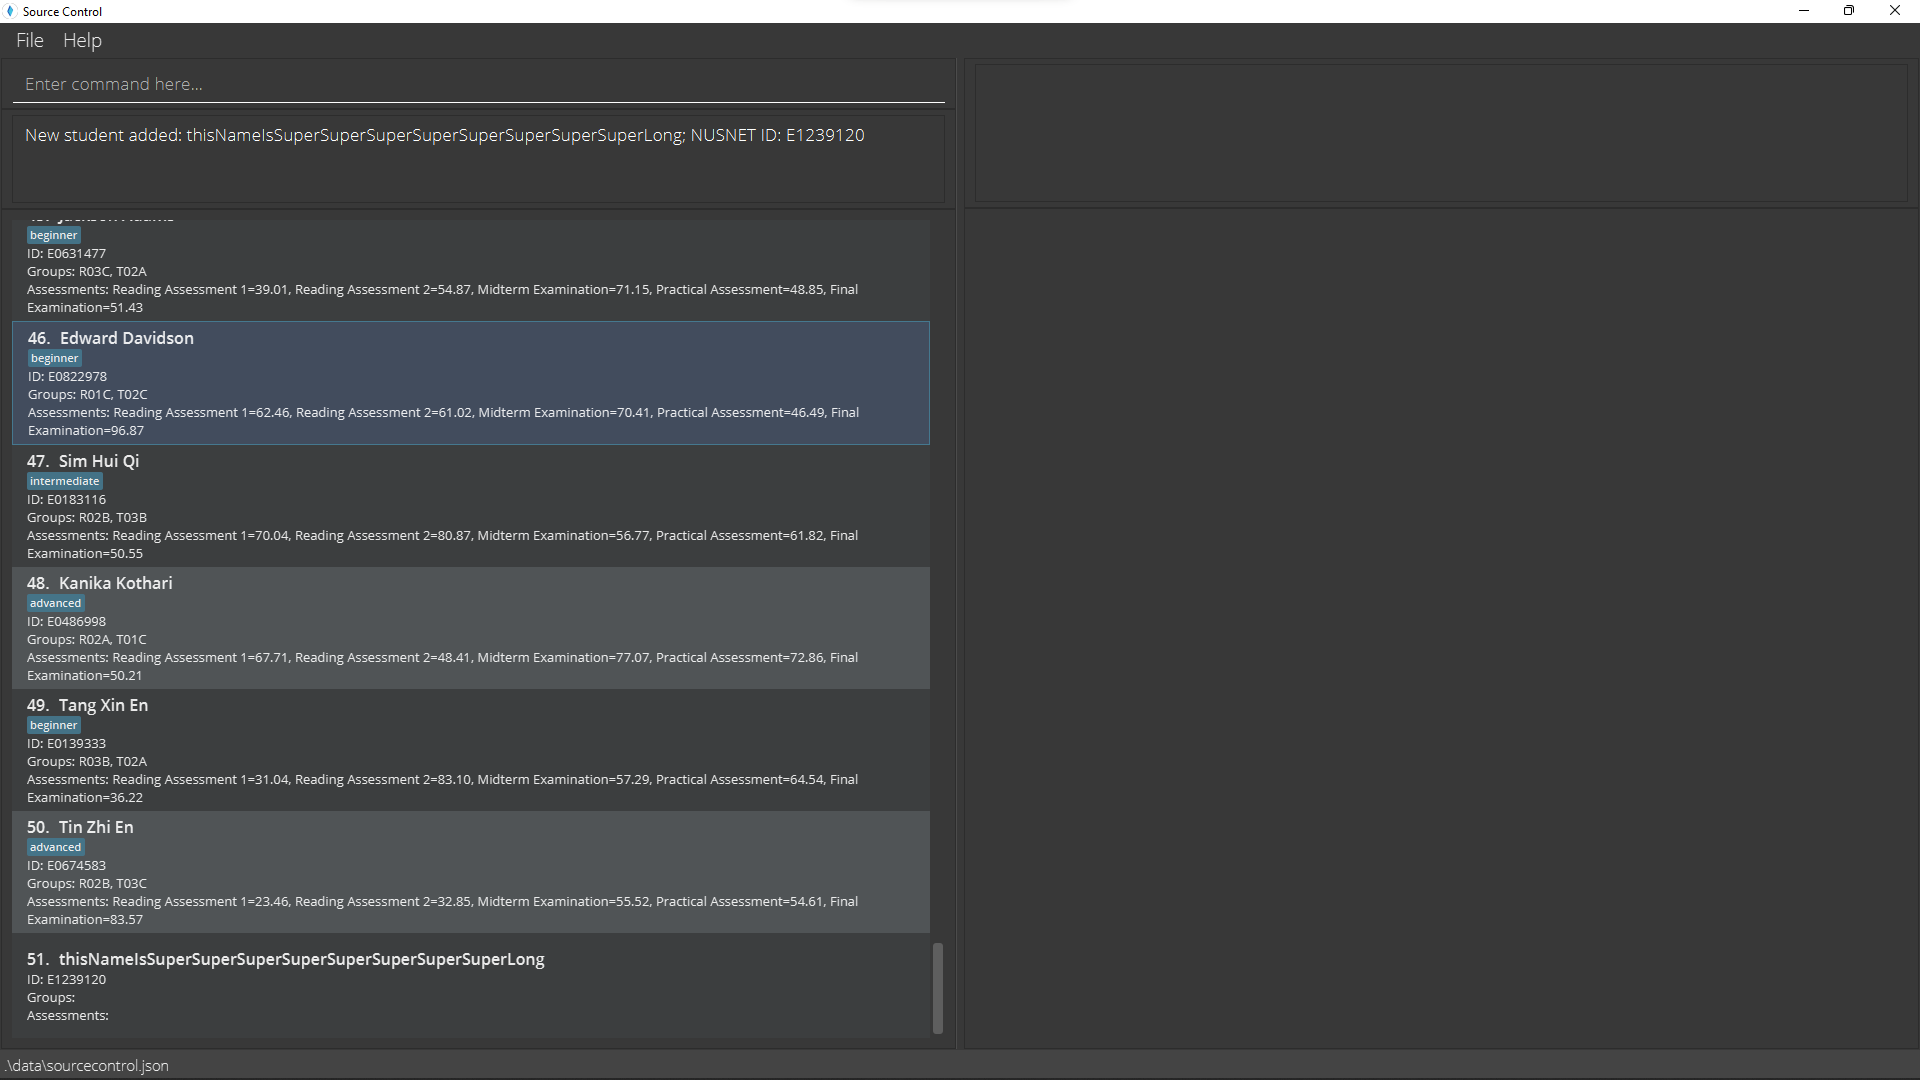 Source Control
File Help
Enter command here...
New student added: thisNameIsSuperSuperSuperSuperSuperSuperSuperSuperLong; NUSNET ID: E1239120
beginner
ID: E0631477
Groups: R03C, T02A
Assessments: Reading Assessment 1=39.01, Reading Assessment 2=54.87, Midterm Examination=71.15, Practical Assessment=48.85, Final
Examination=51.43
46. Edward Davidson
beginner
ID: E0822978
Groups: R01C, T02C
Assessments: Reading Assessment 1=62.46, Reading Assessment 2=61.02, Midterm Examination=70.41, Practical Assessment=46.49, Final
Examination=96.87
47. Sim Hui Qi
intermediate
ID: E0183116
Groups: R02B, T03B
Assessments: Reading Assessment 1=70.04, Reading Assessment 2=80.87, Midterm Examination=56.77, Practical Assessment=61.82, Final
Examination=50.55
48. Kanika Kothari
advanced
ID: E0486998
Groups: R02A, T01C
Assessments: Reading Assessment 1=67.71, Reading Assessment 2=48.41, Midterm Examination=77.07, Practical Assessment=72.86, Final
Examination=50.21
49. Tang Xin En
beginner
ID: E0139333
Groups: R03B, T02A
Assessments: Reading Assessment 1=31.04, Reading Assessment 2=83.10, Midterm Examination=57.29, Practical Assessment=64.54, Final
Examination=36.22
50. Tin Zhi En
advanced
ID: E0674583
Groups: R02B, T03C
Assessments: Reading Assessment 1=23.46, Reading Assessment 2=32.85, Midterm Examination=55.52, Practical Assessment=54.61, Final
Examination=83.57
51. thisNameIsSuperSuperSuperSuperSuperSuperSuperSuperLong
ID: E1239120
Groups:
Assessments:
.\data\sourcecontrol.json